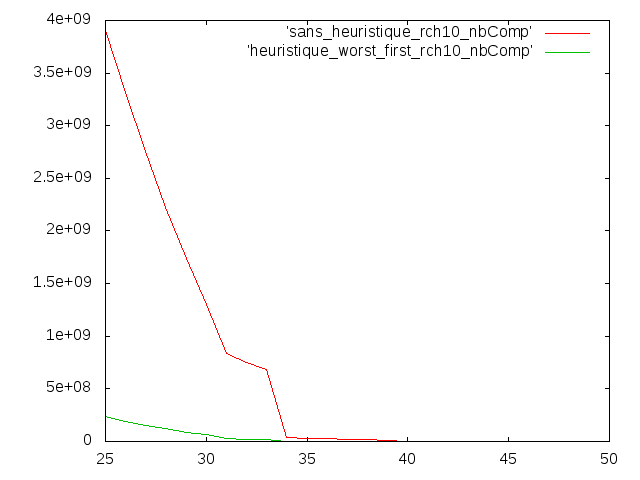 4e+09
3.5e+09
3e+09
2.5e+09
2e+09
1.5e+09
1e+09
5e+08
0
'sans_heuristique_rch10_nbComp'
'heuristique_worst_first_rch10_nbComp'
25 30 35 40 45 50